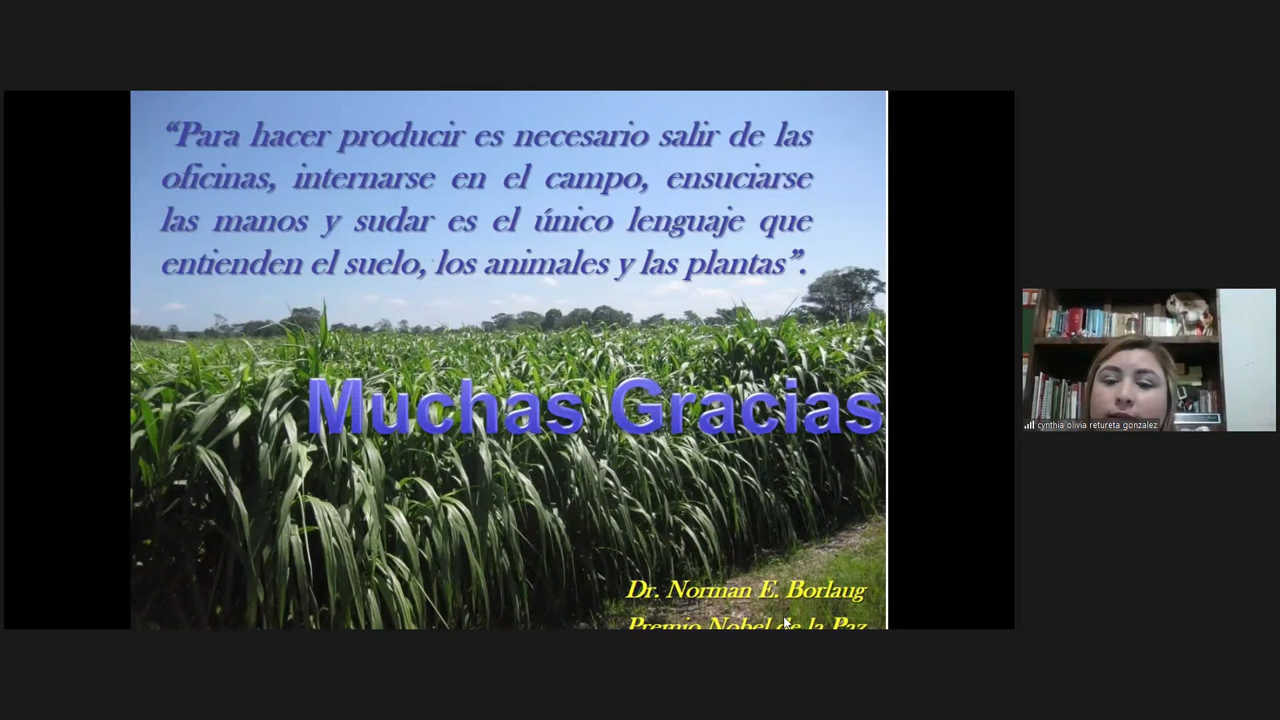 “Para hacer producir es necesario salir de las
oficinas, internarse en el campo, ensuciarse
las manos y sudar es el único lenguaje que
entienden el suelo, los animales y las plantas”.
Muchas Gracias
Dr. Norman E. Borlaug
Premio Nobel de la Paz
cynthia olivia retureta gonzalez